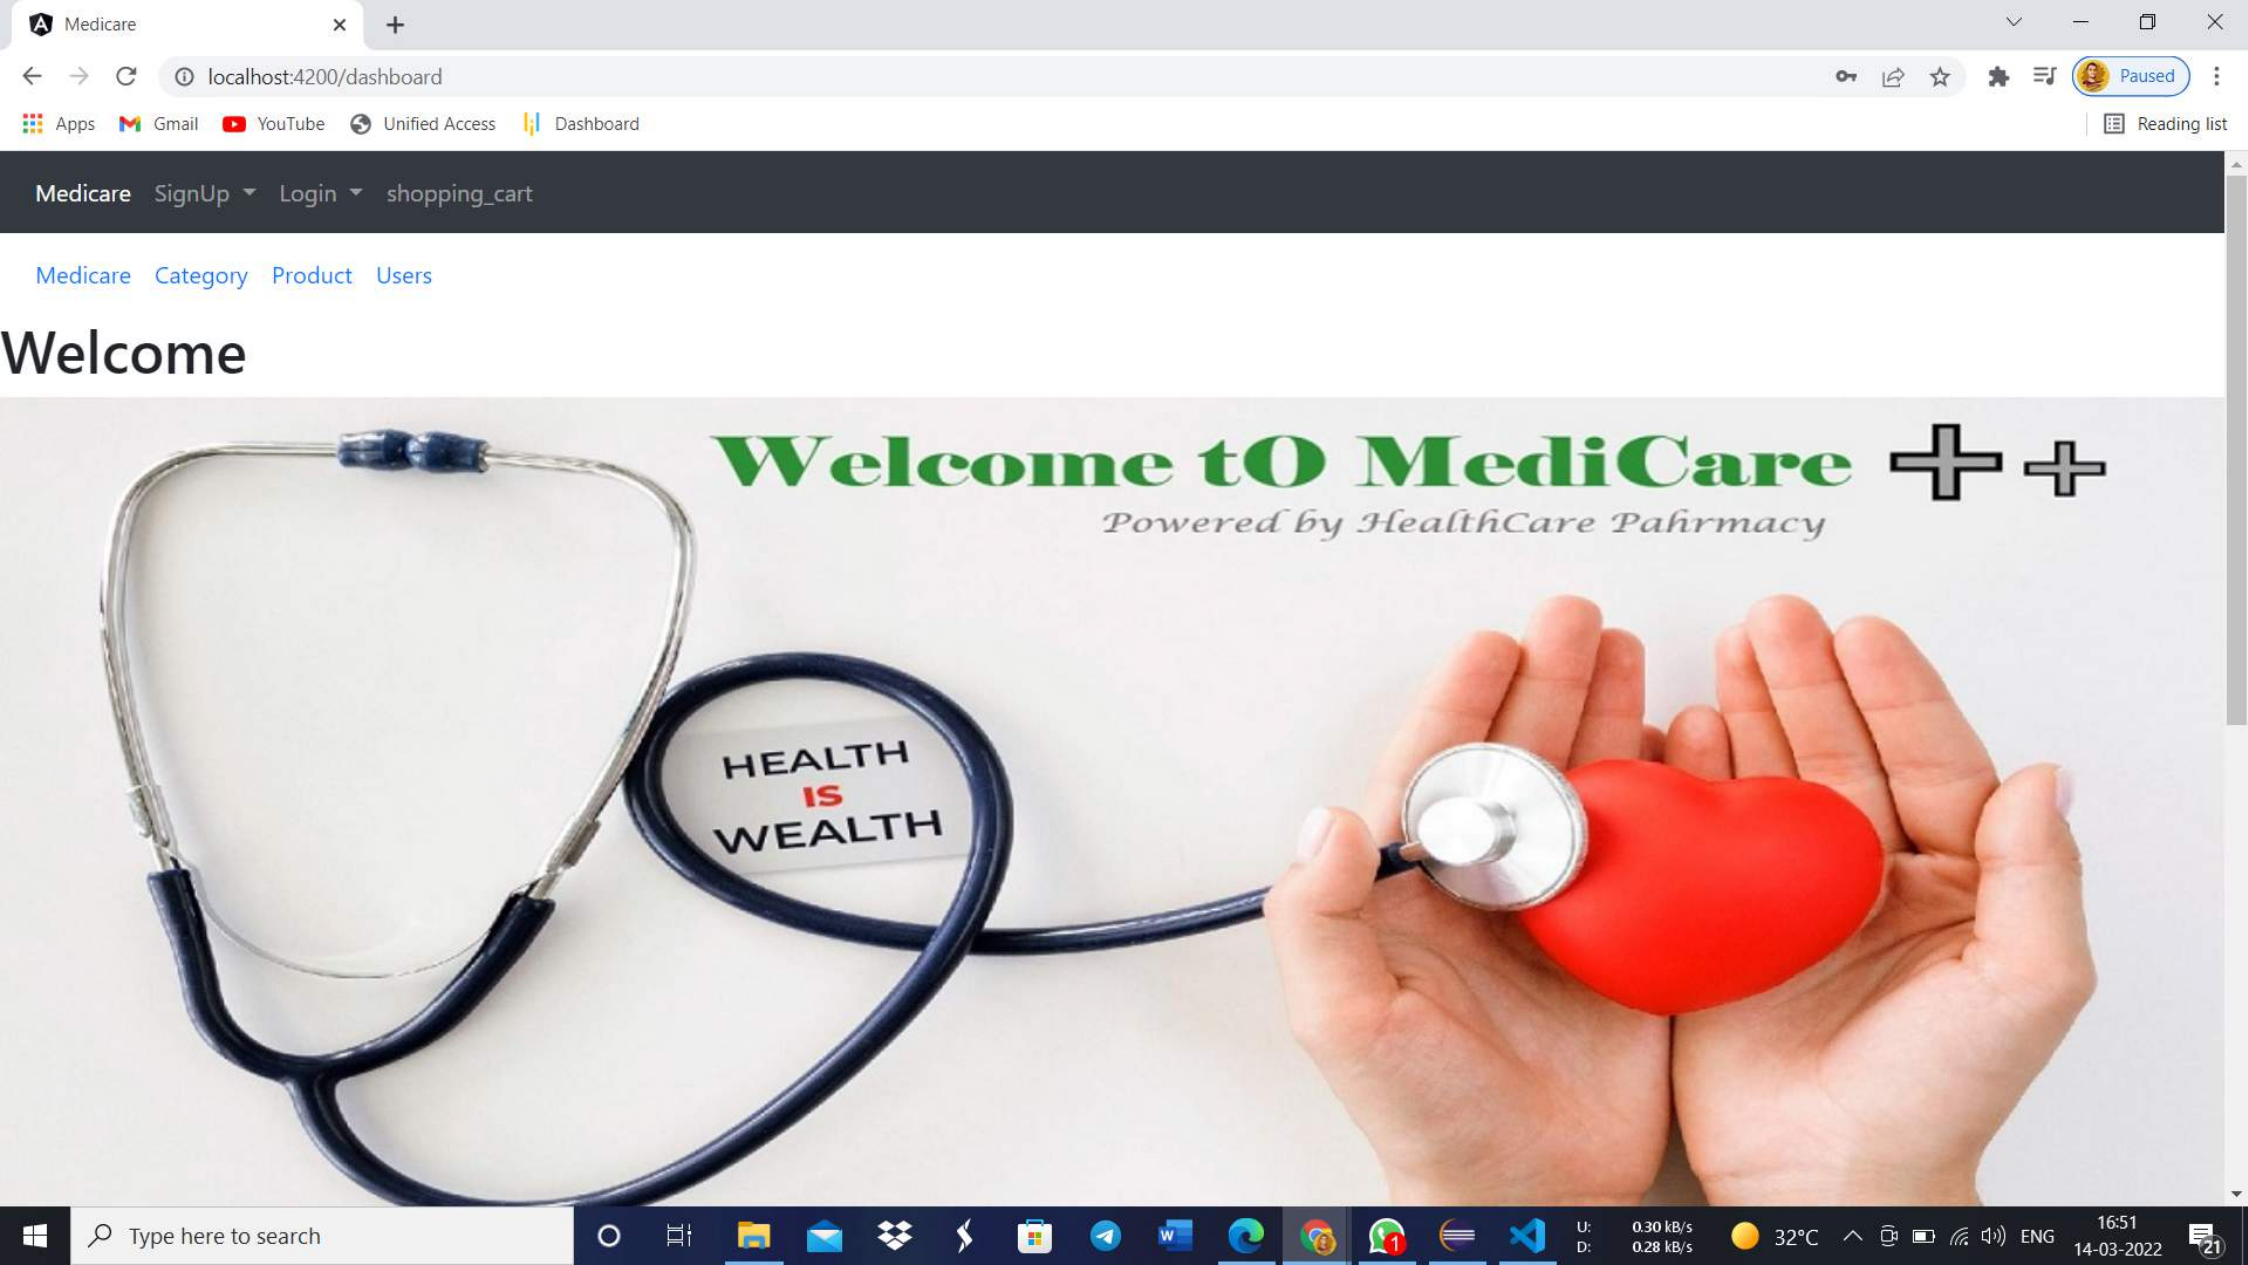 Medicare
localhost:4200/dashboard
Paused
Apps Gmail YouTube Unified Access Dashboard Reading list
Medicare SignUp Login shopping_cart
Medicare Category Product Users
Welcome
Welcome tO MediCare
Powered by HealthCare Pahrmacy
HEALTH
IS
WEALTH
Type here to search
W
1
U: 0.30 kB/s
D: 0.28 kB/s
32°C
ENG
16:51
14-03-2022
21